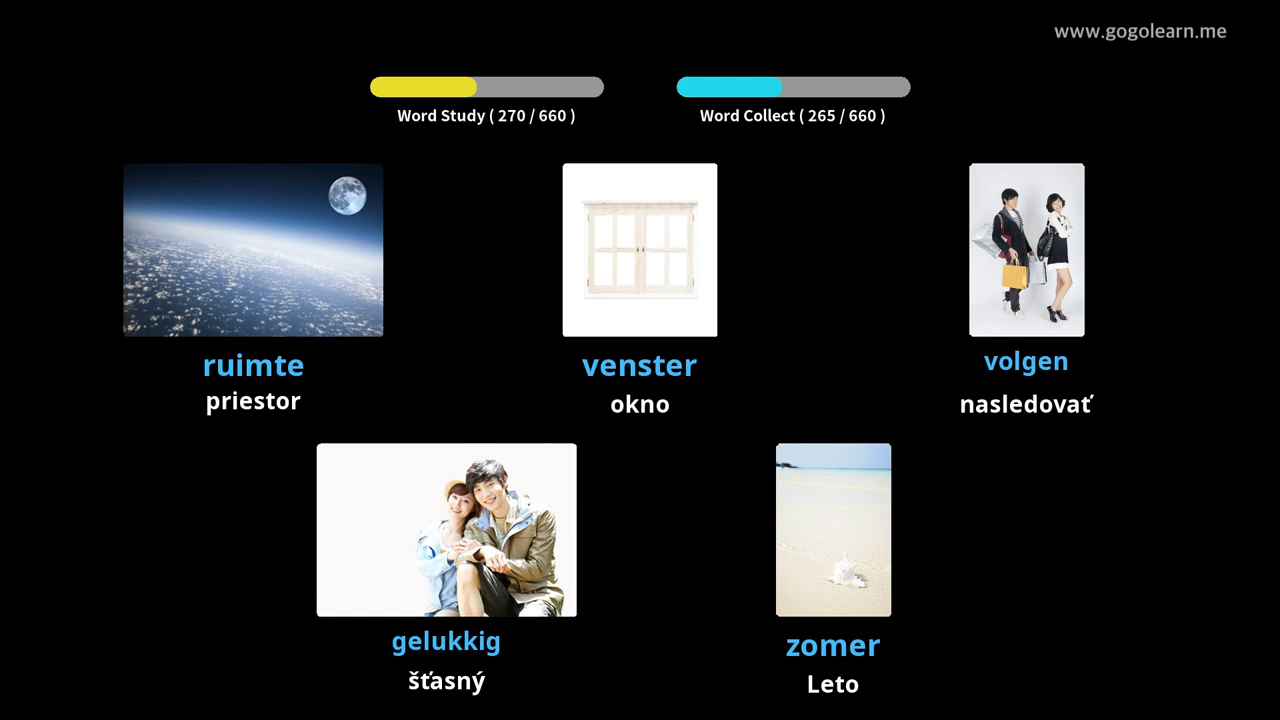 www.gogolearn.me
Word Study ( 270 / 660 )
Word Collect ( 265 / 660 )
ruimte
priestor
venster
okno
volgen
nasledovať
gelukkig
šťasný
zomer
Leto